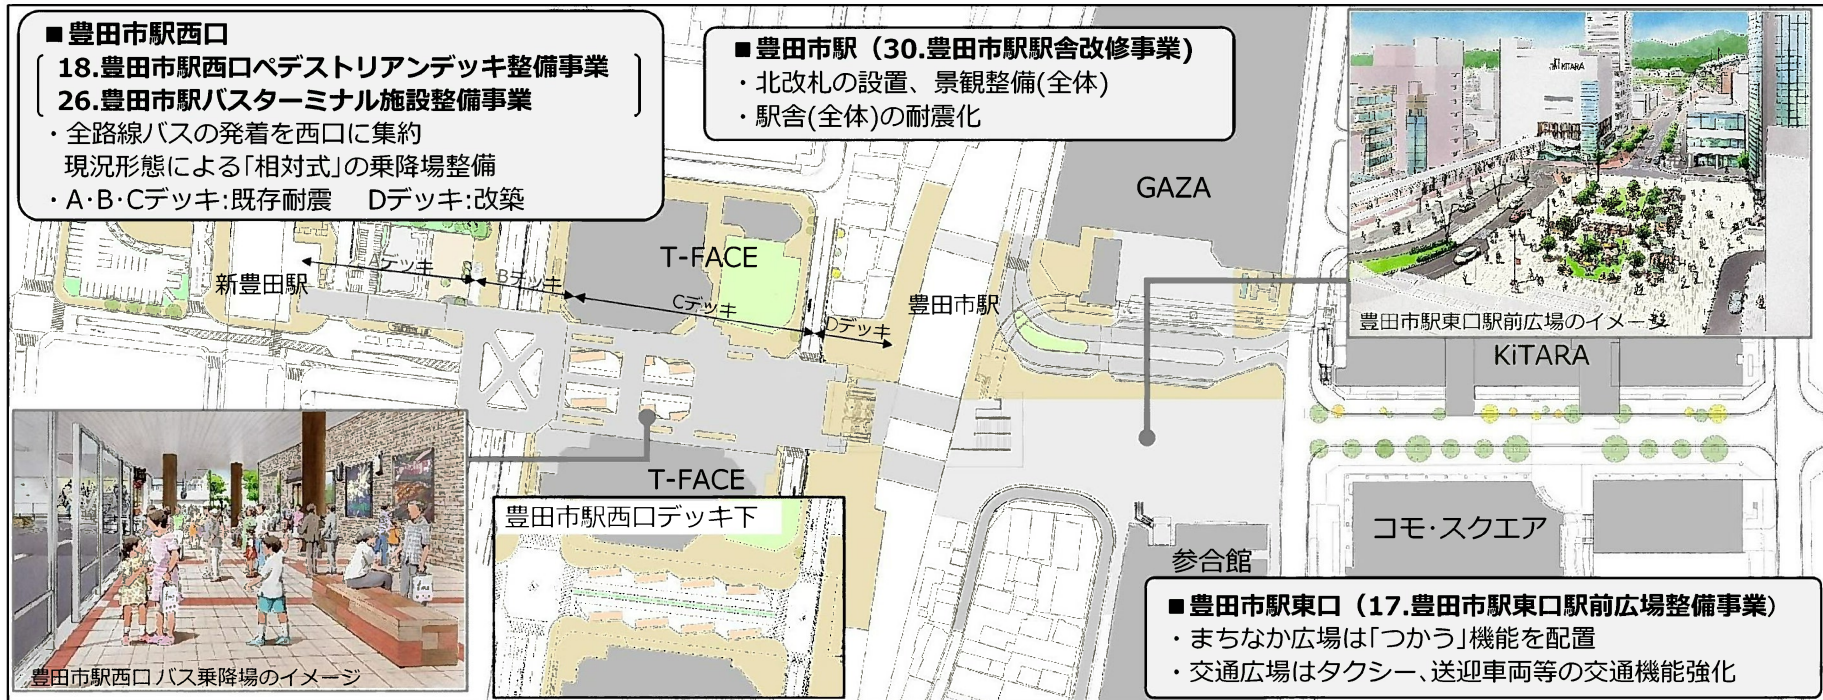 ■豊田市駅西口
18.豊田市駅西口ペデストリアンデッキ整備事業
26.豊田市駅バスターミナル施設整備事業
・全路線バスの発着を西口に集約
現況形態による｢相対式｣の乗降場整備
・A･B･Cデッキ:既存耐震　Dデッキ:改築
■豊田市駅（30.豊田市駅駅舎改修事業)
・北改札の設置、景観整備(全体)
・駅舎(全体)の耐震化
KiTARA
豊田市駅東口駅前広場のイメージ
GAZA
T-FACE
新豊田駅
Aデッキ
Bデッキ
Cデッキ
Dデッキ
豊田市駅
KiTARA
T-FACE
豊田市駅西口デッキ下
コモ･スクエア
参合館
豊田市駅西口 バス乗降場のイメージ
■豊田市駅東口（17.豊田市駅東口駅前広場整備事業）
・まちなか広場は｢つかう｣機能を配置
・交通広場はタクシー､送迎車両等の交通機能強化